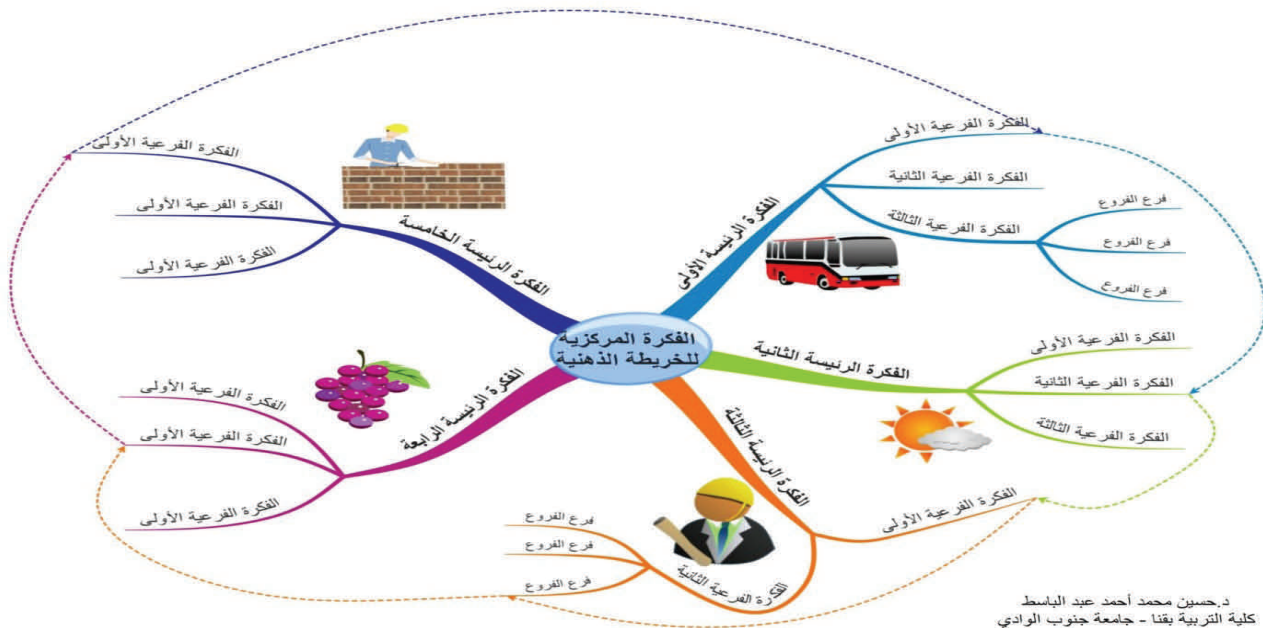 الفكرة المركزية
للخريطة الذهنية
الفكرة الرئيسة الأولى
الفكرة الفرعية الأولى
الفكرة الفرعية الثانية
الفكرة الفرعية الثالثة
فرع الفروع
فرع الفروع
فرع الفروع
الفكرة الرئيسة الثانية
الفكرة الفرعية الأولى
الفكرة الفرعية الثانية
الفكرة الفرعية الثالثة
الفكرة الرئيسة الثالثة
الفكرة الفرعية الأولى
الفكرة الفرعية الثانية
فرع الفروع
فرع الفروع
فرع الفروع
الفكرة الرئيسة الرابعة
الفكرة الفرعية الأولى
الفكرة الفرعية الأولى
الفكرة الفرعية الأولى
الفكرة الرئيسة الخامسة
الفكرة الفرعية الأولى
الفكرة الفرعية الأولى
الفكرة الفرعية الأولى
د.حسين محمد أحمد عبد الباسط
كلية التربية بقنا - جامعة جنوب الوادي